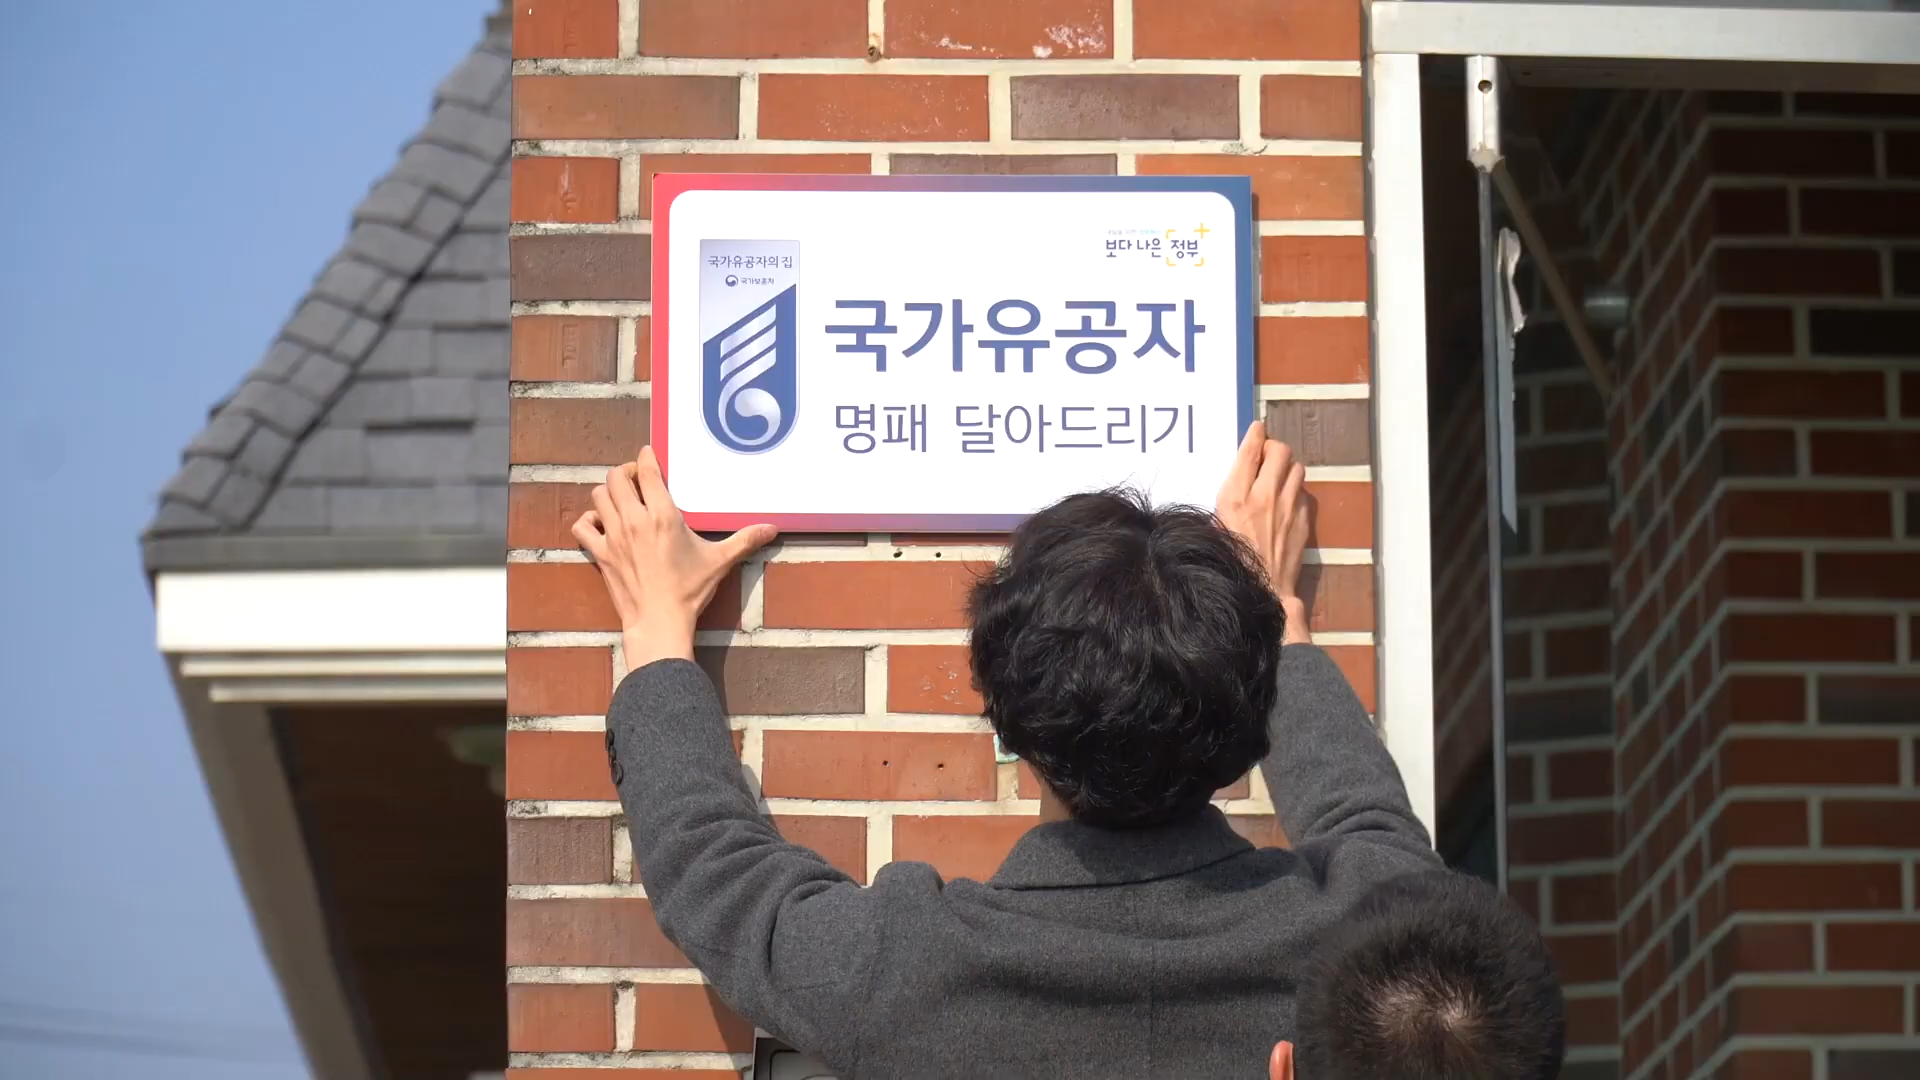 보다 나은 정부
국가유공자의 집
국가보훈처
국가유공자
명패 달아드리기